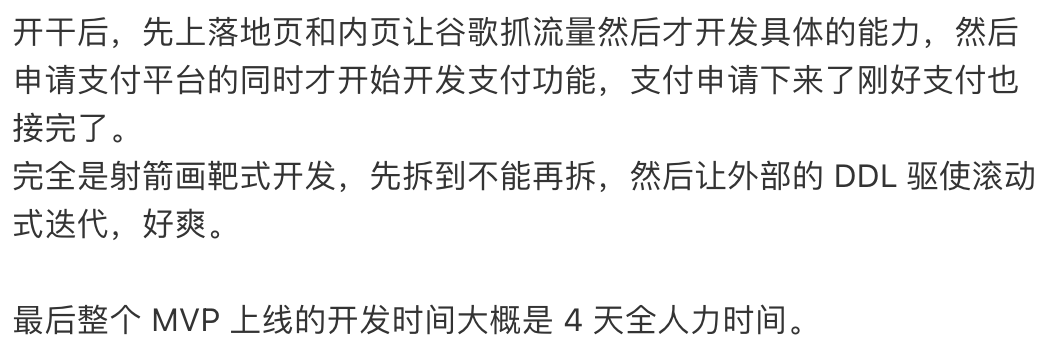 开干后，先上落地页和内页让谷歌抓流量然后才开发具体的能力，然后
申请支付平台的同时才开始开发支付功能，支付申请下来了刚好支付也
接完了。
完全是射箭画靶式开发，先拆到不能再拆，然后让外部的 DDL 驱使滚动
式迭代，好爽。
最后整个 MVP 上线的开发时间大概是 4 天全人力时间。